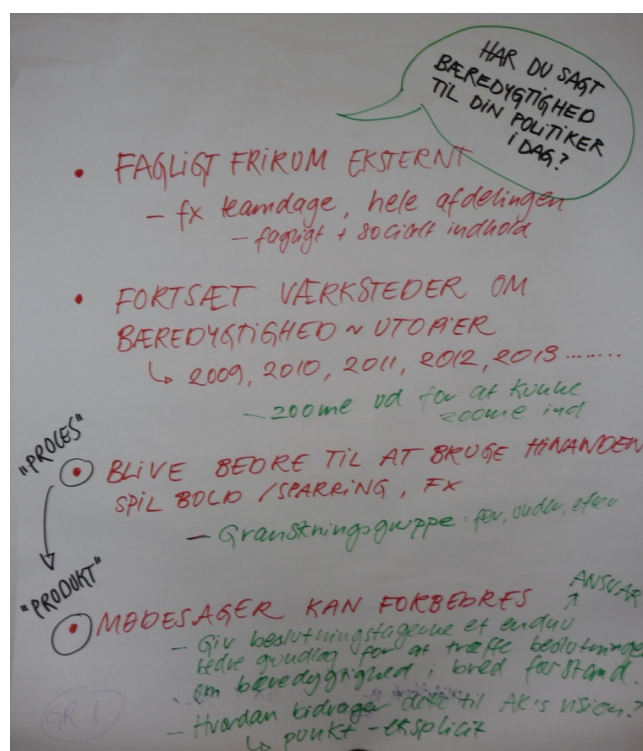 HAR DU SAGT
BÆREDYGTIGHED
TIL DIN POLITIKER
I DAG?
• FAGLIGT FRIRUM EKSTERNT
– fx teamdage, hele afdelingen
– fagligt + socialt indhold
• FORTSÆT VÆRKSTEDER OM
BÆREDYGTIGHED ~ UTOPIER
↳ 2009, 2010, 2011, 2012, 2013........
– zoome ud for at kunne
zoome ind
"PROCES"
• BLIVE BEDRE TIL AT BRUGE HINANDEN
SPIL BOLD / SPARRING, FX
– Granskningsgruppe: før, under, efter
"PRODUKT"
ANSVAR
• MØDESAGER KAN FORBEDRES
– Giv beslutningstagerne et endnu
bedre grundlag for at træffe beslutninger
om bæredygtighed i bred forstand.
– Hvordan bidrager dette til AK's vision?
↳ punkt – eksplicit
GR 1